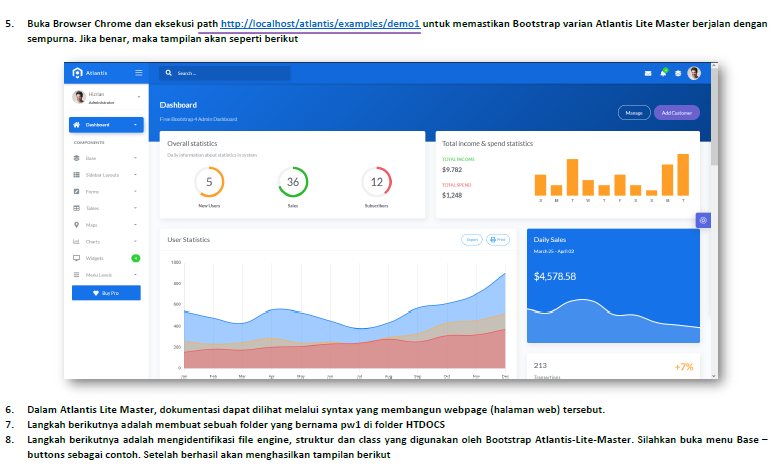 5. Buka Browser Chrome dan eksekusi path http://localhost/atlantis/examples/demo1 untuk memastikan Bootstrap varian Atlantis Lite Master berjalan dengan
sempurna. Jika benar, maka tampilan akan seperti berikut
Atlantis
Search ...
Hizrian
Administrator
Dashboard
Free Bootstrap 4 Admin Dashboard
Manage
Add Customer
Dashboard
COMPONENTS
Base
Sidebar Layouts
Forms
Tables
Maps
Charts
Widgets
4
Menu Levels
Buy Pro
Overall statistics
Daily information about statistics in system
5
36
12
New Users
Sales
Subscribers
Total income & spend statistics
TOTAL INCOME
$9.782
TOTAL SPEND
$1,248
S M T W T F S S M T
User Statistics
Export
Print
1000
800
600
400
200
0
Jan Feb Mar Apr May Jun Jul Aug Sep Oct Nov Dec
Daily Sales
March 25 - April 02
$4,578.58
213
+7%
Transactions
6. Dalam Atlantis Lite Master, dokumentasi dapat dilihat melalui syntax yang membangun webpage (halaman web) tersebut.
7. Langkah berikutnya adalah membuat sebuah folder yang bernama pw1 di folder HTDOCS
8. Langkah berikutnya adalah mengidentifikasi file engine, struktur dan class yang digunakan oleh Bootstrap Atlantis-Lite-Master. Silahkan buka menu Base –
buttons sebagai contoh. Setelah berhasil akan menghasilkan tampilan berikut